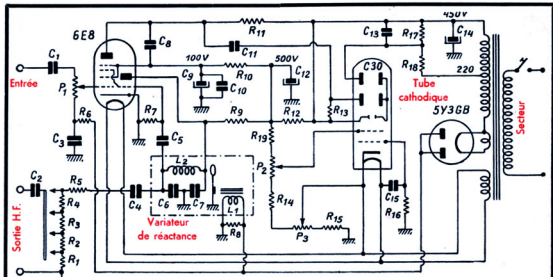 6E8
R11
C11
C8
C13
R17
450V
C14
R18
220
C1
Entrée
P1
100V
R10
500V
C9
C10
C12
C30
Tube
cathodique
5Y3GB
Secteur
R13
R6
R7
C5
R9
R12
C3
R19
P2
L2
C2
R5
C4
C6
C7
R4
R3
R2
R1
Sortie H.F.
Variateur
de réactance
L1
R8
R14
P3
R15
C15
R16